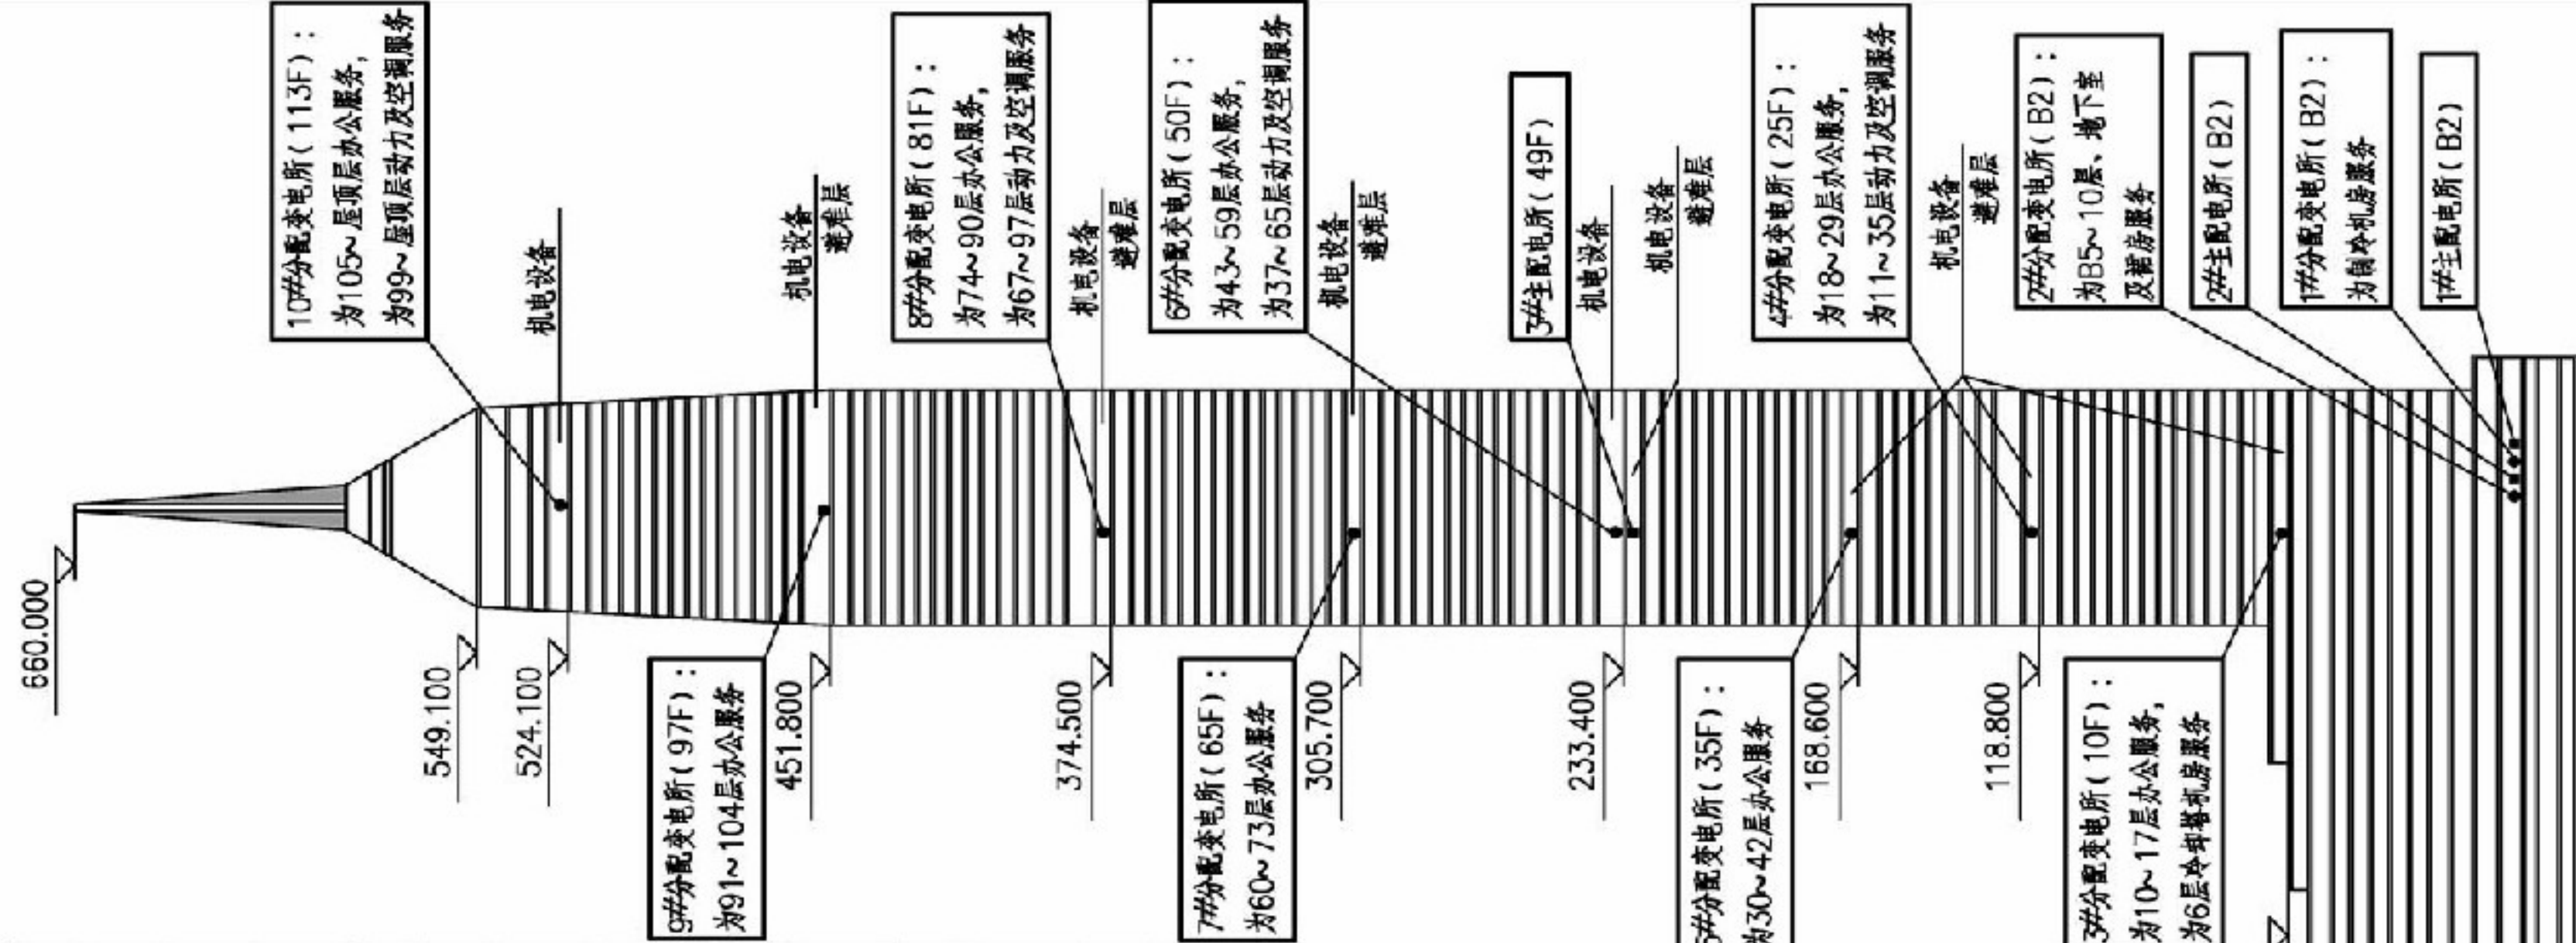 10#分配变电所(113F):
为105~屋顶层办公服务,
为99~屋顶层动力及空调服务
机电设备
机电设备
避难层
8#分配变电所(81F):
为74~90层办公服务,
为67~97层动力及空调服务
机电设备
避难层
6#分配变电所(50F):
为43~59层办公服务,
为37~65层动力及空调服务
机电设备
避难层
3#主配电所(49F)
机电设备
机电设备
避难层
4#分配变电所(25F):
为18~29层办公服务,
为11~35层动力及空调服务
机电设备
避难层
2#分配变电所(B2):
为B5~10层、地下室
及裙房服务
2#主配电所(B2)
1#分配变电所(B2):
为制冷机房服务
1#主配电所(B2)
660.000
549.100
524.100
9#分配变电所(97F):
为91~104层办公服务
451.800
374.500
7#分配变电所(65F):
为60~73层办公服务
305.700
233.400
#分配变电所(35F):
为30~42层办公服务
168.600
118.800
3#分配变电所(10F):
为10~17层办公服务,
为6层冷却塔机房服务